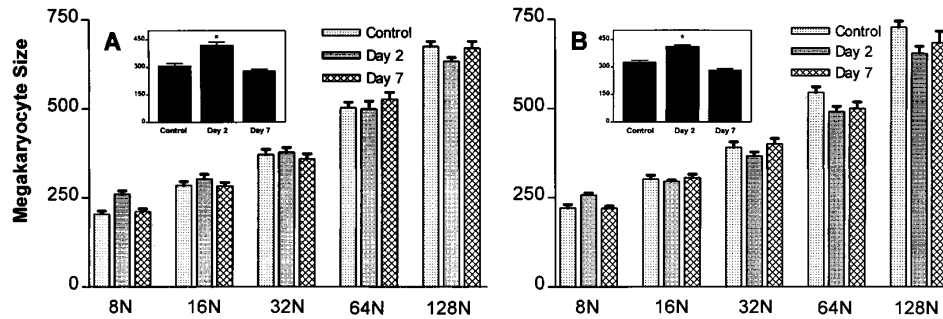 Megakaryocyte Size
750
500
250
0
A
450
300
150
0
Control
Day 2
Day 7
*
Control
Day 2
Day 7
8N
16N
32N
64N
128N
750
500
250
0
B
450
300
150
0
Control
Day 2
Day 7
*
Control
Day 2
Day 7
8N
16N
32N
64N
128N